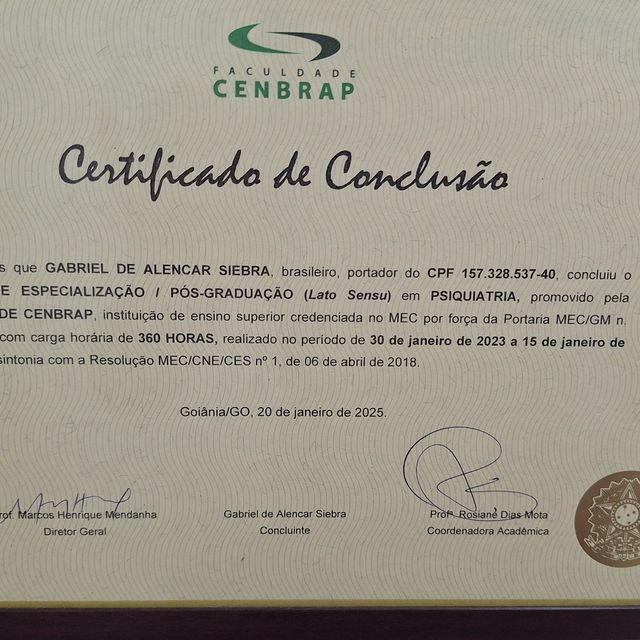 FACULDADE
CENBRAP
Certificado de Conclusão
que GABRIEL DE ALENCAR SIEBRA, brasileiro, portador do CPF 157.328.537-40, concluiu o
E ESPECIALIZAÇÃO / PÓS-GRADUAÇÃO (Lato Sensu) em PSIQUIATRIA, promovido pela
DE CENBRAP, instituição de ensino superior credenciada no MEC por força da Portaria MEC/GM n.
com carga horária de 360 HORAS, realizado no período de 30 de janeiro de 2023 a 15 de janeiro de
sintonia com a Resolução MEC/CNE/CES nº 1, de 06 de abril de 2018.
Goiânia/GO, 20 de janeiro de 2025.
rof. Marcos Henrique Mendanha
Diretor Geral
Gabriel de Alencar Siebra
Concluinte
Profª. Rosiane Dias Mota
Coordenadora Acadêmica